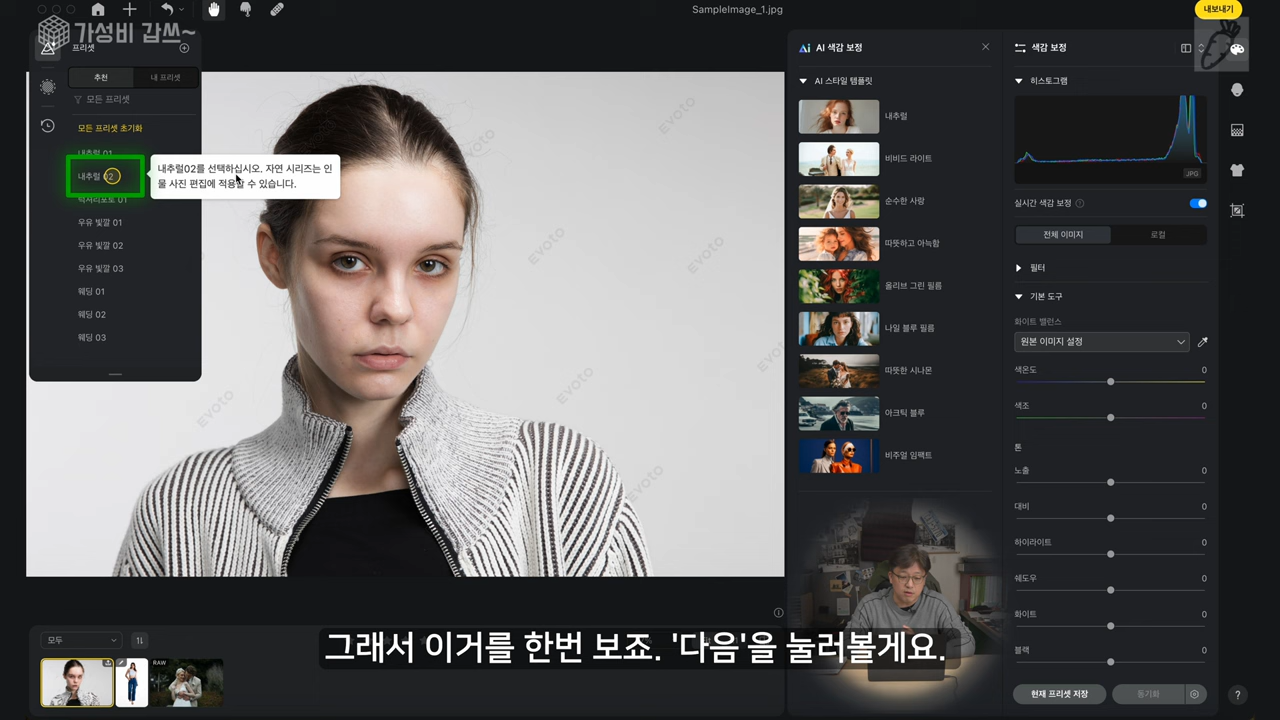 SampleImage_1.jpg
내보내기
가성비 갑쓰~
프리셋
추천
내 프리셋
모든 프리셋
모든 프리셋 초기화
내추럴 01
내추럴 02
내추럴02를 선택하십시오. 자연 시리즈는 인
물 사진 편집에 적용할 수 있습니다.
럭셔리포토 01
우유 빛깔 01
우유 빛깔 02
우유 빛깔 03
웨딩 01
웨딩 02
웨딩 03
Evoto
Evoto
Evoto
Evoto
Evoto
Evoto
Evoto
Evoto
Evoto
Ai AI 색감 보정
AI 스타일 템플릿
내추럴
비비드 라이트
순수한 사랑
따뜻하고 아늑함
올리브 그린 필름
나일 블루 필름
따뜻한 시나몬
아크틱 블루
비주얼 임팩트
색감 보정
히스토그램
JPG
실시간 색감 보정
전체 이미지
로컬
필터
기본 도구
화이트 밸런스
원본 이미지 설정
색온도 0
색조 0
톤
노출 0
대비 0
하이라이트 0
쉐도우 0
화이트 0
블랙 0
현재 프리셋 저장
동기화
?
모두
RAW
그래서 이거를 한번 보죠. '다음'을 눌러볼게요.